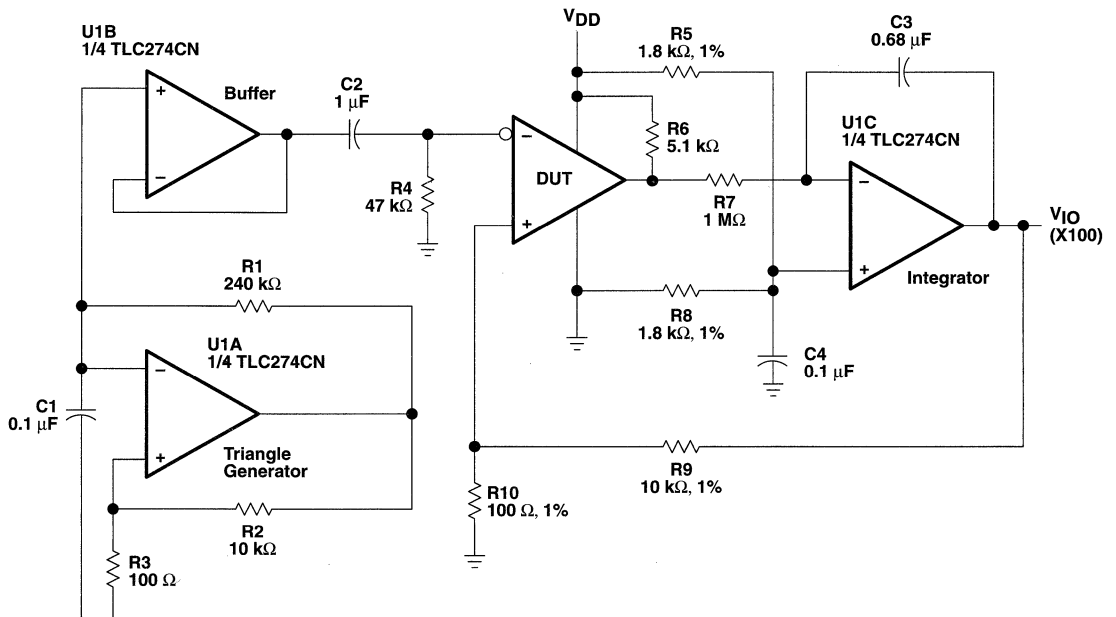 U1B
1/4 TLC274CN
+
−
Buffer
C2
1 µF
R4
47 kΩ
VDD
R5
1.8 kΩ, 1%
R6
5.1 kΩ
−
DUT
+
R7
1 MΩ
R8
1.8 kΩ, 1%
C3
0.68 µF
U1C
1/4 TLC274CN
−
+
Integrator
VIO
(X100)
C4
0.1 µF
R9
10 kΩ, 1%
R10
100 Ω, 1%
R1
240 kΩ
U1A
1/4 TLC274CN
−
+
C1
0.1 µF
Triangle
Generator
R2
10 kΩ
R3
100 Ω